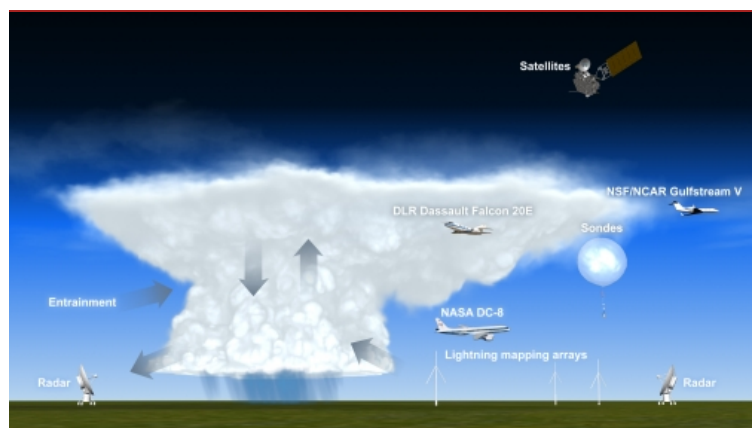 Satellites
NSF/NCAR Gulfstream V
DLR Dassault Falcon 20E
Sondes
Entrainment
NASA DC-8
Lightning mapping arrays
Radar
Radar